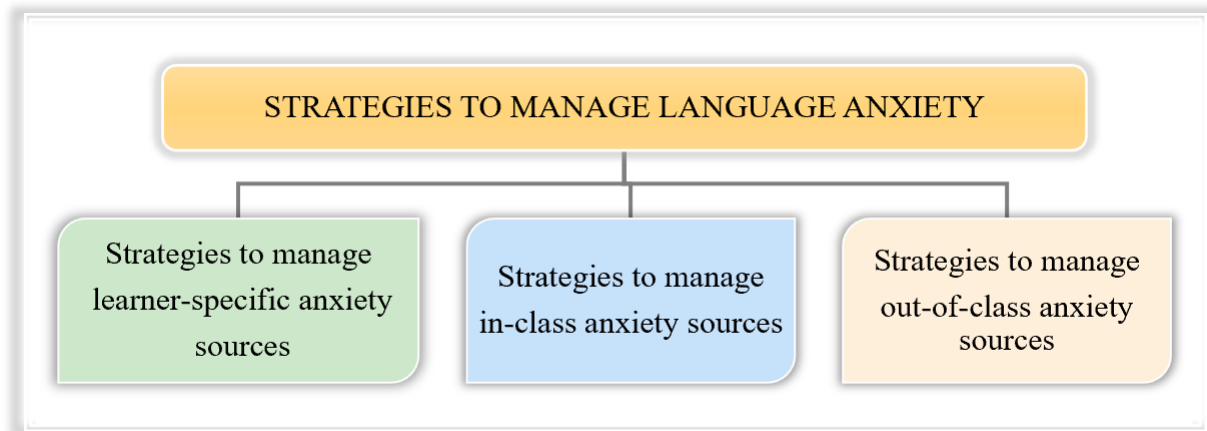 STRATEGIES TO MANAGE LANGUAGE ANXIETY
Strategies to manage
learner-specific anxiety
sources
Strategies to manage
in-class anxiety sources
Strategies to manage
out-of-class anxiety
sources